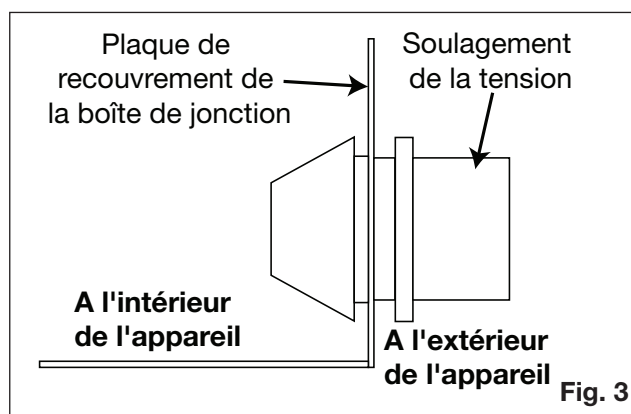 Plaque de
recouvrement de
la boîte de jonction
Soulagement
de la tension
A l'intérieur
de l'appareil
A l'extérieur
de l'appareil
Fig. 3